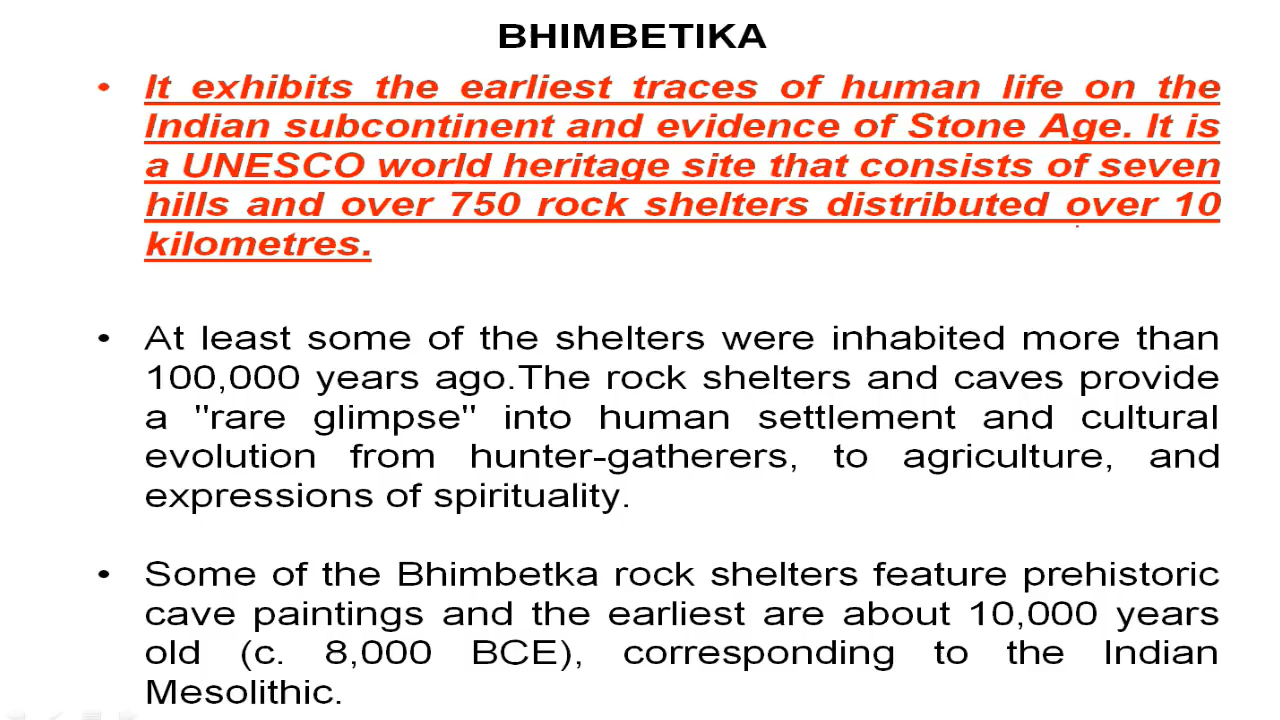 BHIMBETIKA
• It exhibits the earliest traces of human life on the
Indian subcontinent and evidence of Stone Age. It is
a UNESCO world heritage site that consists of seven
hills and over 750 rock shelters distributed over 10
kilometres.
• At least some of the shelters were inhabited more than
100,000 years ago.The rock shelters and caves provide
a "rare glimpse" into human settlement and cultural
evolution from hunter-gatherers, to agriculture, and
expressions of spirituality.
• Some of the Bhimbetka rock shelters feature prehistoric
cave paintings and the earliest are about 10,000 years
old (c. 8,000 BCE), corresponding to the Indian
Mesolithic.